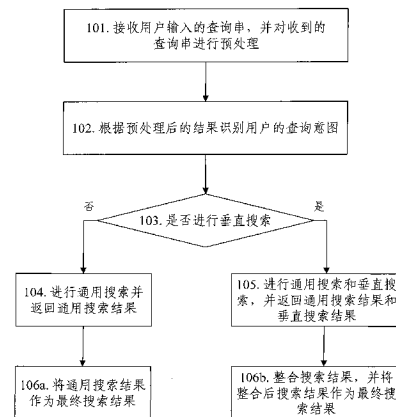 101. 接收用户输入的查询串，并对收到的
查询串进行预处理
102. 根据预处理后的结果识别用户的查询意图
否
是
103. 是否进行垂直搜索
104. 进行通用搜索并
返回通用搜索结果
105. 进行通用搜索和垂直搜
索，并返回通用搜索结果和
垂直搜索结果
106a. 将通用搜索结果
作为最终搜索结果
106b. 整合搜索结果，并将
整合后搜索结果作为最终搜
索结果